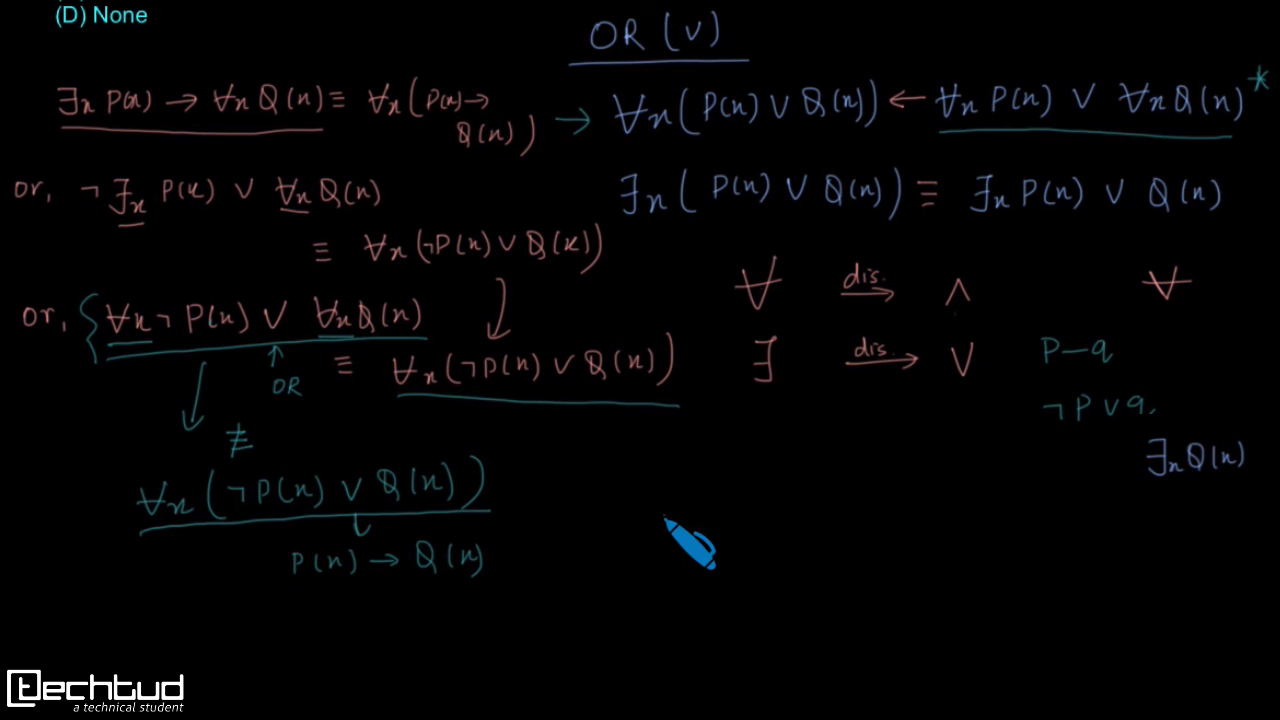 (D) None
OR (∨)
∃x P(x) → ∀x Q(x) ≡ ∀x (P(x) →
Q(x))
→ ∀x (P(x) ∨ Q(x)) ← ∀x P(x) ∨ ∀x Q(x) *
or, ¬ ∃x P(x) ∨ ∀x Q(x)
∃x ( P(x) ∨ Q(x) ) ≡ ∃x P(x) ∨ Q(x)
≡ ∀x (¬P(x) ∨ Q(x))
∀ dis. → ∧ ∀
or, { ∀x ¬ P(x) ∨ ∀x Q(x)
↑ OR
≡ ∀x (¬P(x) ∨ Q(x))
∃ dis. → ∨
P – q
¬ P ∨ q,
≢
∃x Q(x)
∀x ( ¬P(x) ∨ Q(x) )
P(x) → Q(x)
techtud
a technical student